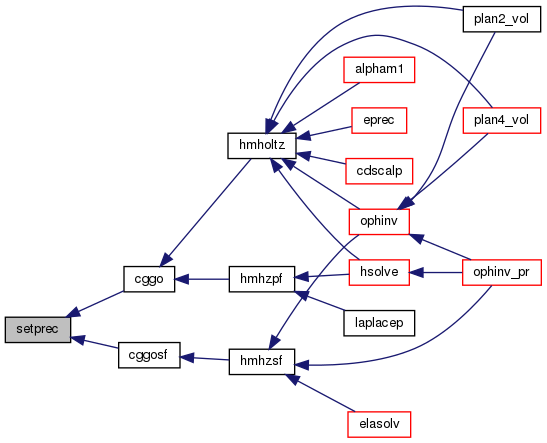 plan2_vol
alpham1
eprec
plan4_vol
hmholtz
cdscalp
ophinv
cggo
hmhzpf
hsolve
ophinv_pr
setprec
laplacep
cggosf
hmhzsf
elasolv